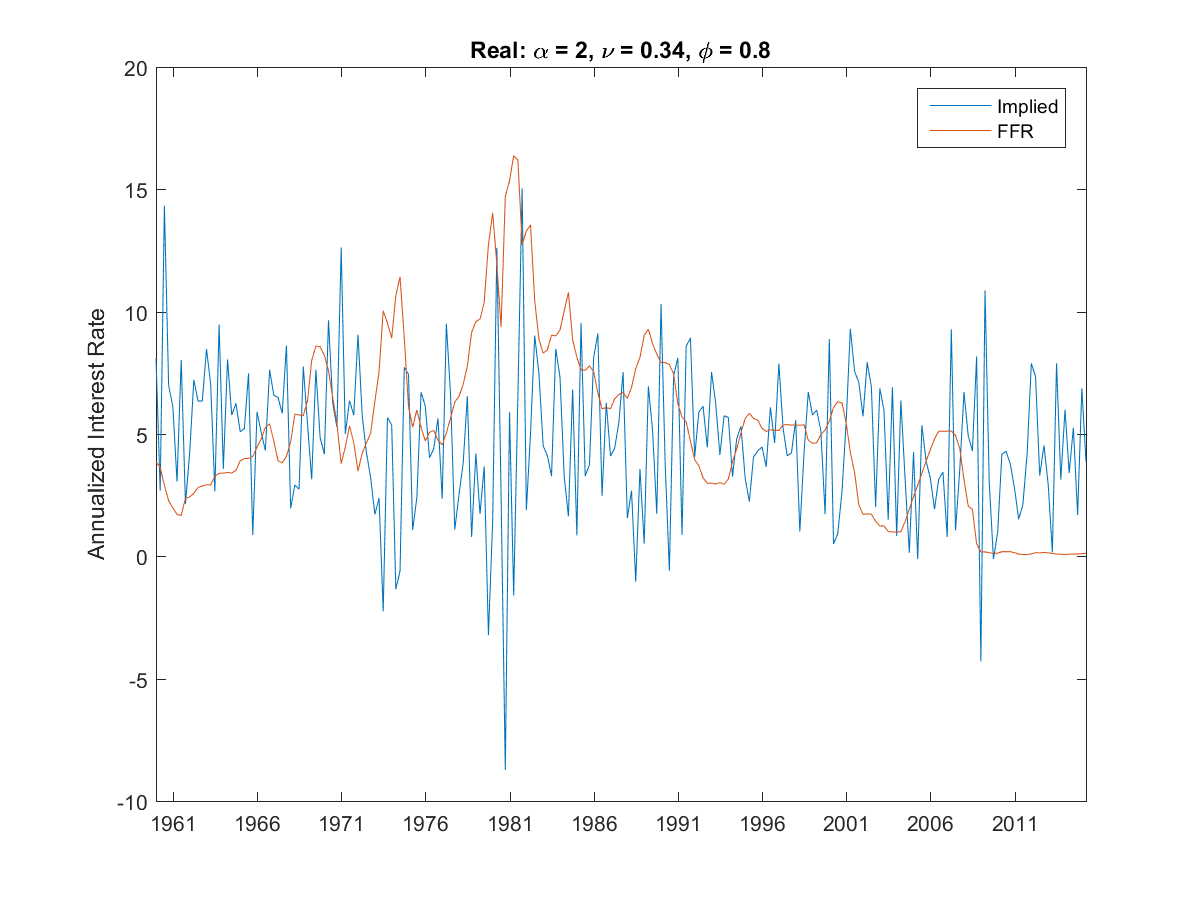 Real: α = 2, ν = 0.34, ϕ = 0.8
Implied
FFR
Annualized Interest Rate
20
15
10
5
0
-5
-10
1961 1966 1971 1976 1981 1986 1991 1996 2001 2006 2011